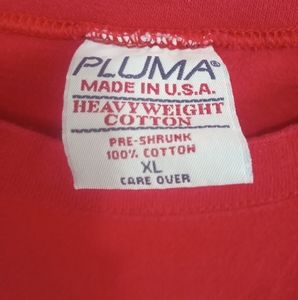 PLUMA®
MADE IN U.S.A.
HEAVYWEIGHT
COTTON
PRE-SHRUNK
100% COTTON
XL
CARE OVER